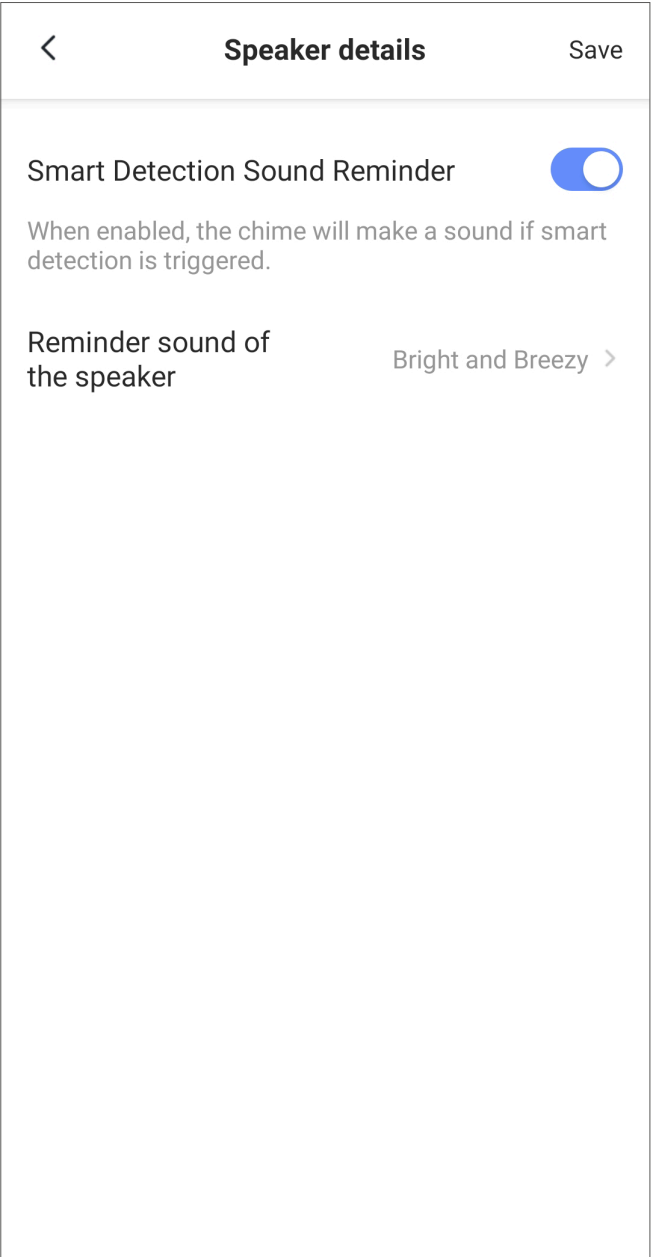 Speaker details
Save
Smart Detection Sound Reminder
When enabled, the chime will make a sound if smart
detection is triggered.
Reminder sound of
the speaker
Bright and Breezy